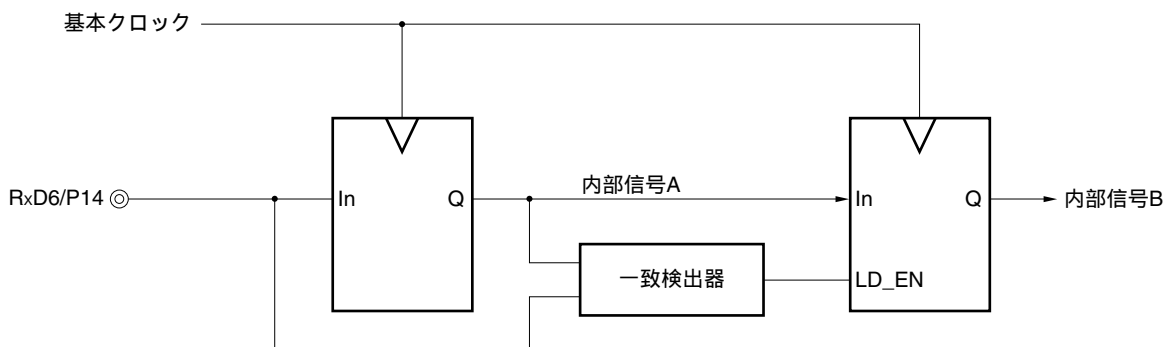 基本クロック
RxD6/P14
In
Q
内部信号A
In
Q
内部信号B
一致検出器
LD_EN